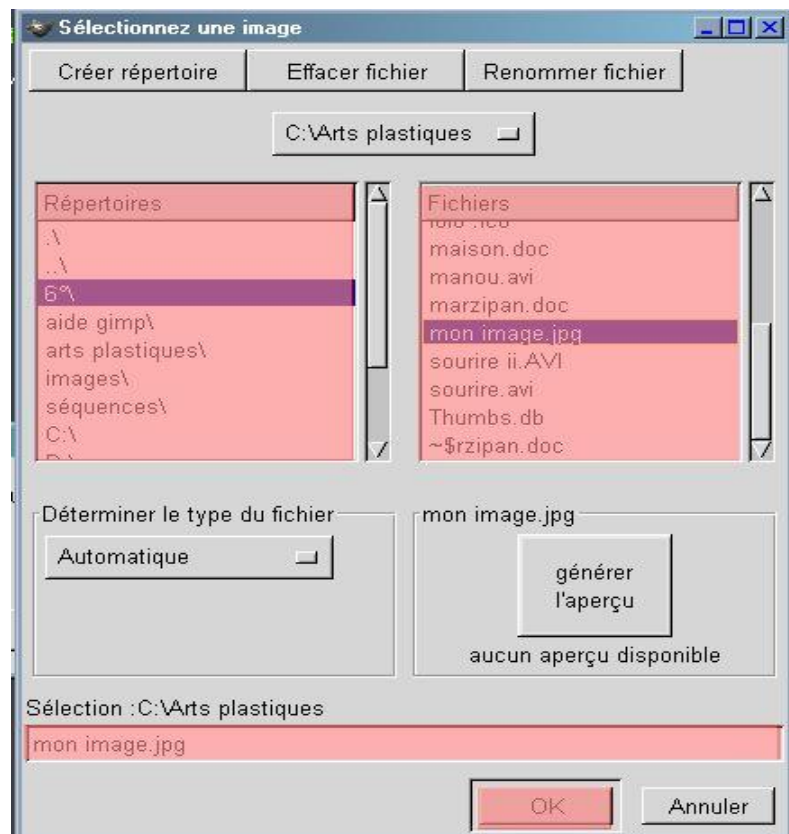 Sélectionnez une image
Créer répertoire
Effacer fichier
Renommer fichier
C:\Arts plastiques
Répertoires
.\
..\
6°\
aide gimp\
arts plastiques\
images\
séquences\
C:\
Fichiers
maison.doc
manou.avi
marzipan.doc
mon image.jpg
sourire ii.AVI
sourire.avi
Thumbs.db
~$rzipan.doc
Déterminer le type du fichier
Automatique
mon image.jpg
générer
l'aperçu
aucun aperçu disponible
Sélection :C:\Arts plastiques
mon image.jpg
OK
Annuler